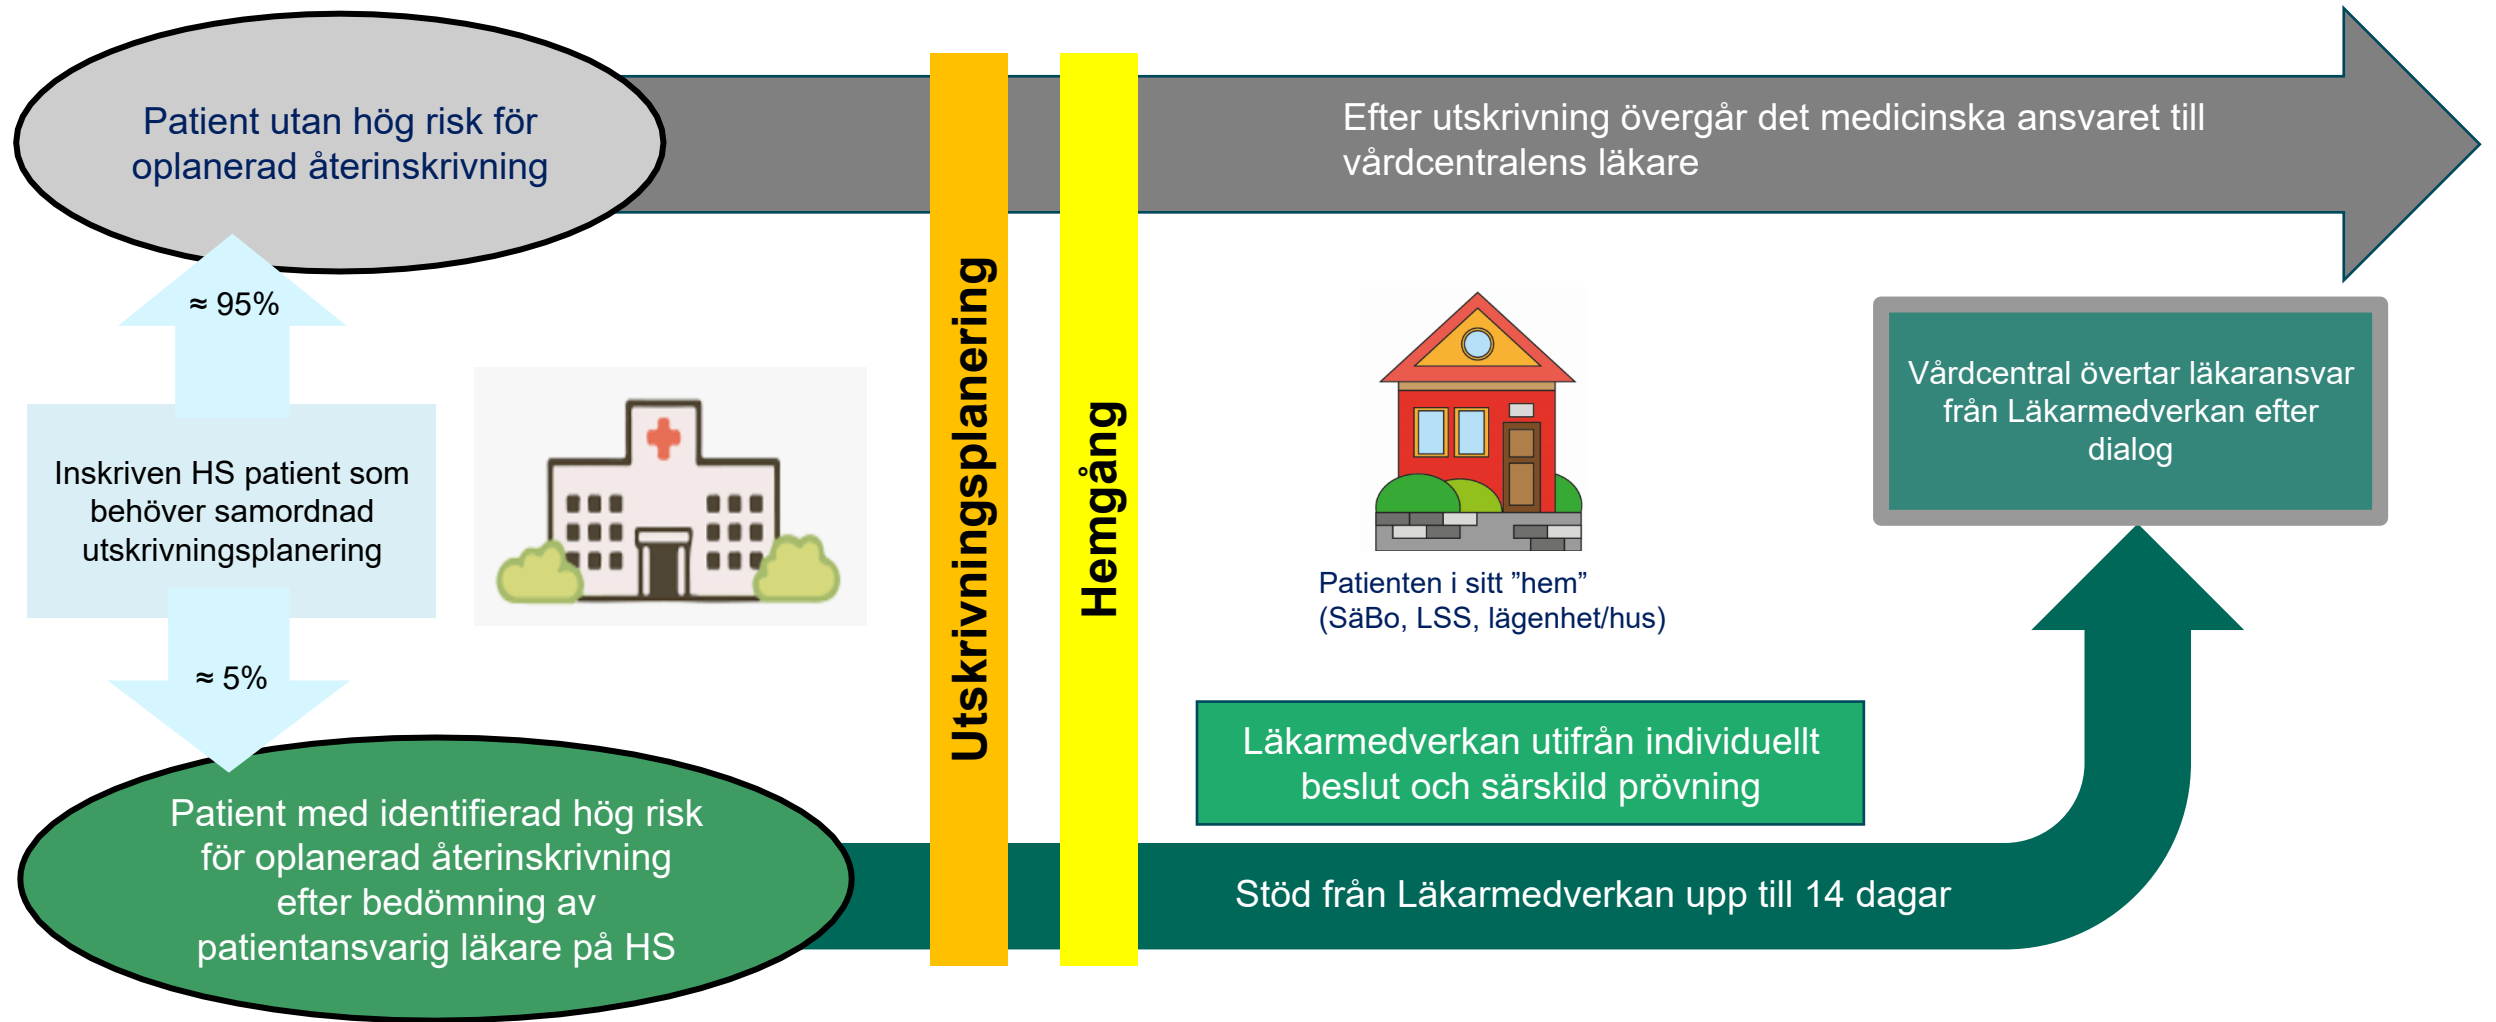 Patient utan hög risk för
oplanerad återinskrivning
Efter utskrivning övergår det medicinska ansvaret till
vårdcentralens läkare
≈ 95%
Inskriven HS patient som
behöver samordnad
utskrivningsplanering
≈ 5%
Patient med identifierad hög risk
för oplanerad återinskrivning
efter bedömning av
patientansvarig läkare på HS
Utskrivningsplanering
Hemgång
Patienten i sitt ”hem”
(SäBo, LSS, lägenhet/hus)
Vårdcentral övertar läkaransvar
från Läkarmedverkan efter
dialog
Läkarmedverkan utifrån individuellt
beslut och särskild prövning
Stöd från Läkarmedverkan upp till 14 dagar